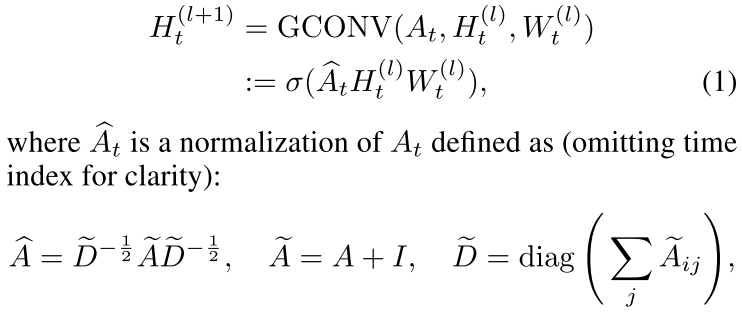 H_t^{(l+1)} = GCONV(A_t, H_t^{(l)}, W_t^{(l)})
:= σ(Â_t H_t^{(l)} W_t^{(l)}), (1)
where Â_t is a normalization of A_t defined as (omitting time
index for clarity):
Â = D̃^{-1/2} Ã D̃^{-1/2}, Ã = A + I, D̃ = diag(∑_j Ã_{ij}),